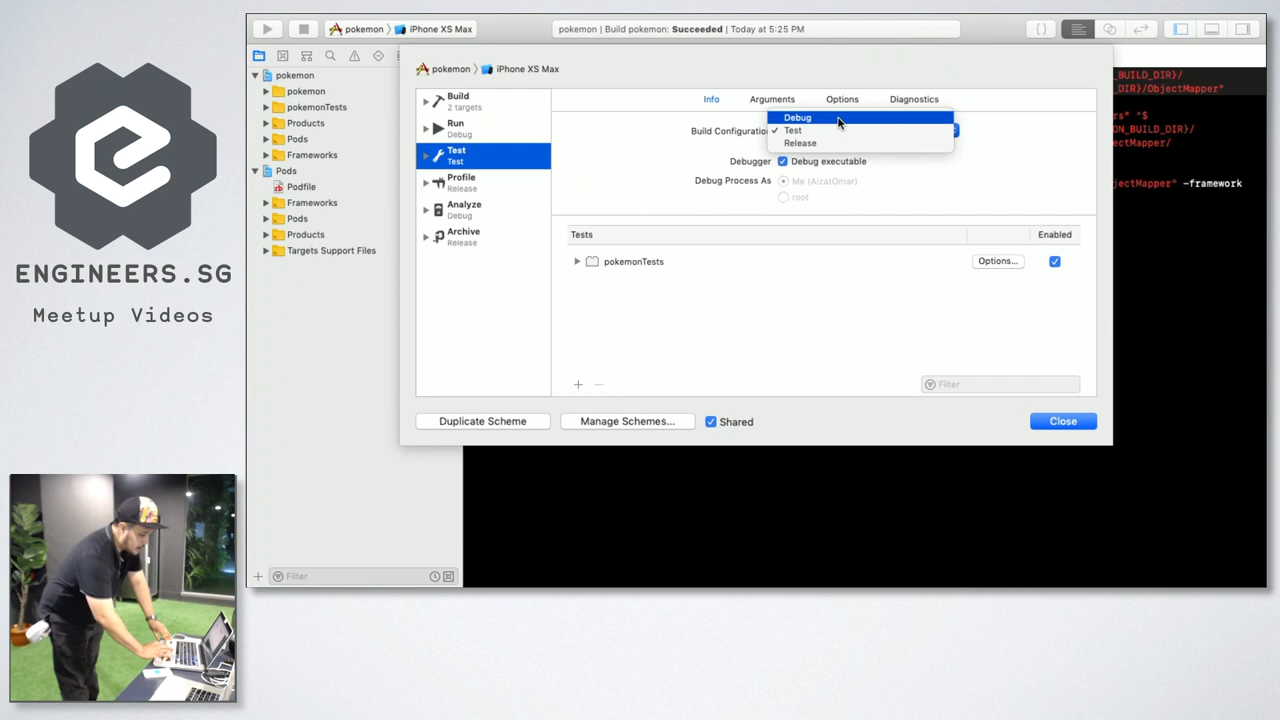 ENGINEERS.SG
Meetup Videos
pokemon 〉 iPhone XS Max
pokemon | Build pokemon: Succeeded | Today at 5:25 PM
{ }
pokemon
pokemon
pokemonTests
Products
Pods
Frameworks
Pods
Podfile
Frameworks
Pods
Products
Targets Support Files
Filter
pokemon 〉 iPhone XS Max
Build
2 targets
Run
Debug
Test
Test
Profile
Release
Analyze
Debug
Archive
Release
Info Arguments Options Diagnostics
Build Configuration
Debug
Test
Release
Debugger Debug executable
Debug Process As Me (AizatOmar)
root
Tests Enabled
pokemonTests Options...
+ − Filter
Duplicate Scheme Manage Schemes... Shared Close
_BUILD_DIR}/
_DIR}/ObjectMapper"
rs" "$
ON_BUILD_DIR}/
ectMapper/
jectMapper" -framework